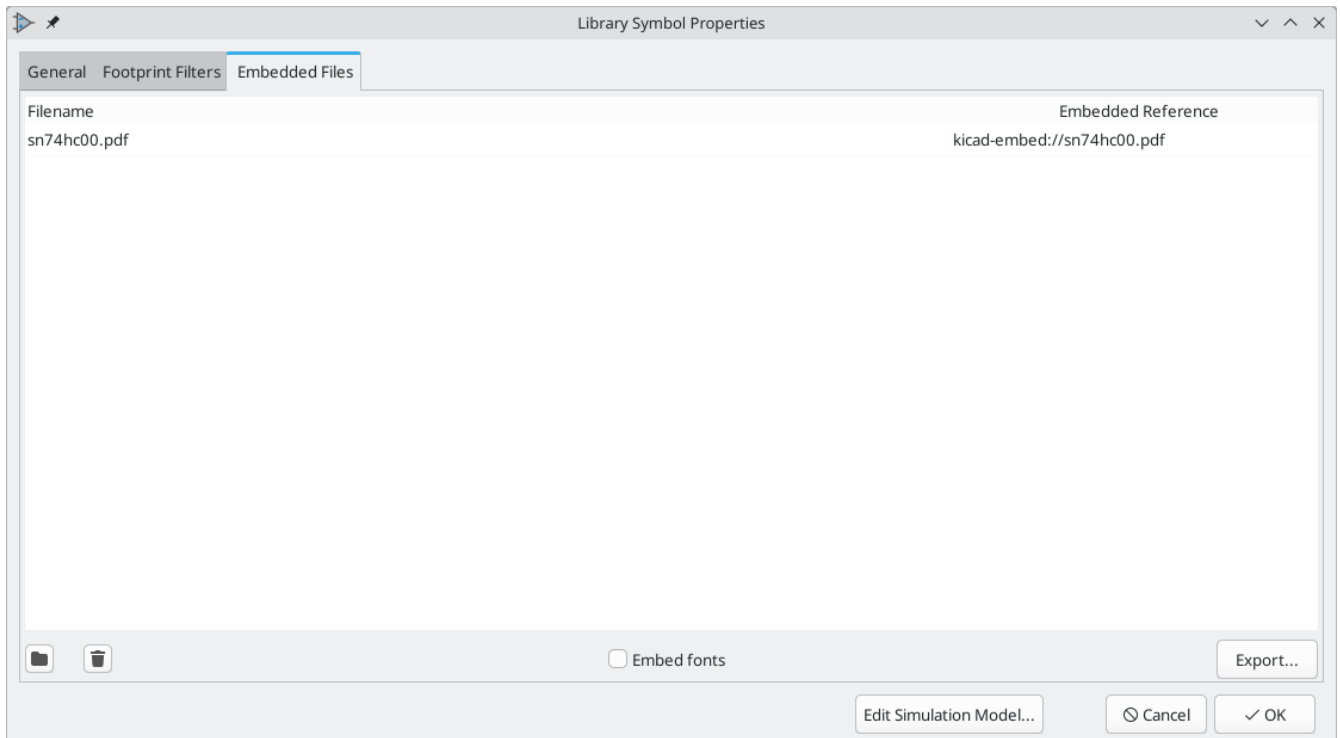 Library Symbol Properties
General Footprint Filters Embedded Files
Filename Embedded Reference
sn74hc00.pdf kicad-embed://sn74hc00.pdf
Embed fonts Export...
Edit Simulation Model... Cancel OK